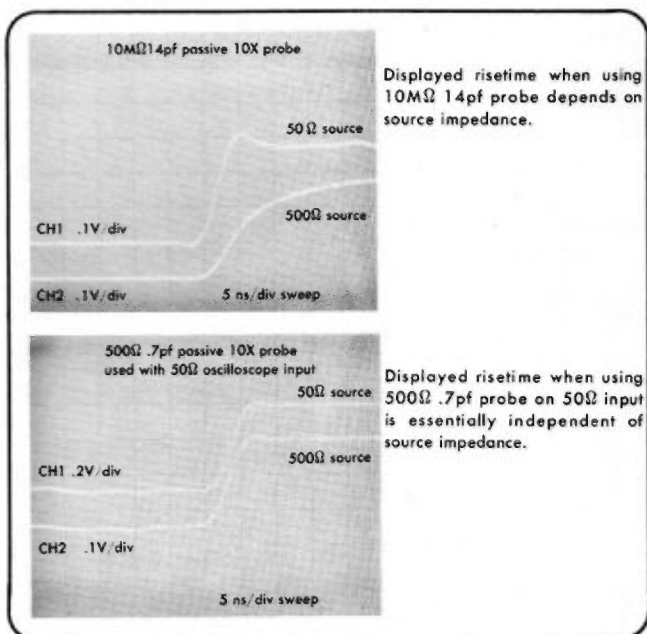 10MΩ14pf passive 10X probe
50Ω source
500Ω source
CH1 .1V/div
CH2 .1V/div
5 ns/div sweep
Displayed risetime when using
10MΩ 14pf probe depends on
source impedance.
500Ω .7pf passive 10X probe
used with 50Ω oscilloscope input
50Ω source
500Ω source
CH1 .2V/div
CH2 .1V/div
5 ns/div sweep
Displayed risetime when using
500Ω .7pf probe on 50Ω input
is essentially independent of
source impedance.